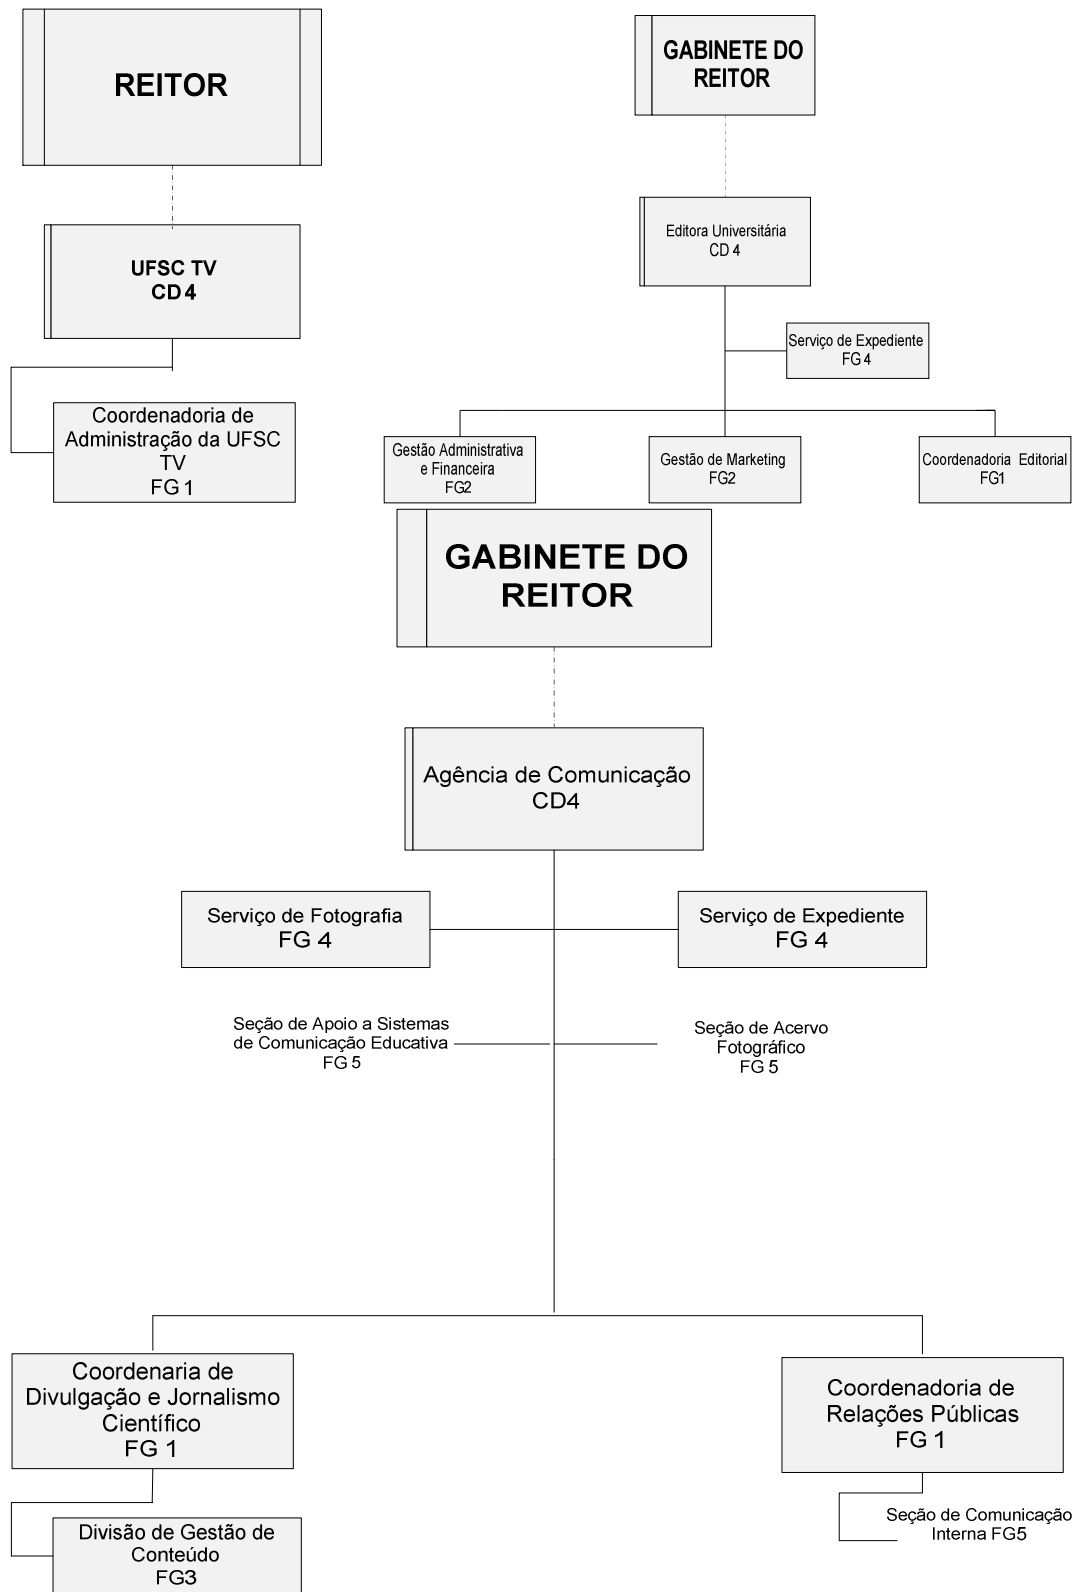 REITOR
UFSC TV
CD 4
Coordenadoria de
Administração da UFSC
TV
FG 1
GABINETE DO
REITOR
Editora Universitária
CD 4
Serviço de Expediente
FG 4
Gestão Administrativa
e Financeira
FG2
Gestão de Marketing
FG2
Coordenadoria Editorial
FG1
GABINETE DO
REITOR
Agência de Comunicação
CD4
Serviço de Fotografia
FG 4
Serviço de Expediente
FG 4
Seção de Apoio a Sistemas
de Comunicação Educativa
FG 5
Seção de Acervo
Fotográfico
FG 5
Coordenaria de
Divulgação e Jornalismo
Científico
FG 1
Divisão de Gestão de
Conteúdo
FG3
Coordenadoria de
Relações Públicas
FG 1
Seção de Comunicação
Interna FG5